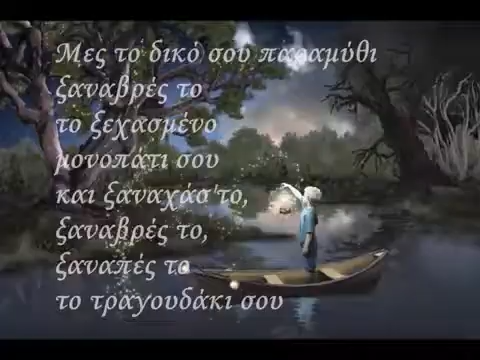 Μες το δικό σου παραμύθι
ξαναβρές το
το ξεχασμένο
μονοπάτι σου
και ξαναχάσ'το,
ξαναβρές το,
ξαναπές το
το τραγουδάκι σου